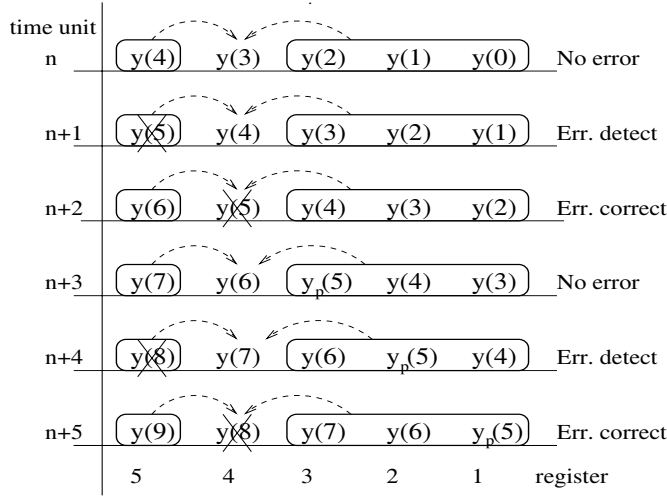 time unit
n y(4) y(3) y(2) y(1) y(0) No error
n+1 y(5) y(4) y(3) y(2) y(1) Err. detect
n+2 y(6) y(5) y(4) y(3) y(2) Err. correct
n+3 y(7) y(6) yp(5) y(4) y(3) No error
n+4 y(8) y(7) y(6) yp(5) y(4) Err. detect
n+5 y(9) y(8) y(7) y(6) yp(5) Err. correct
5 4 3 2 1 register